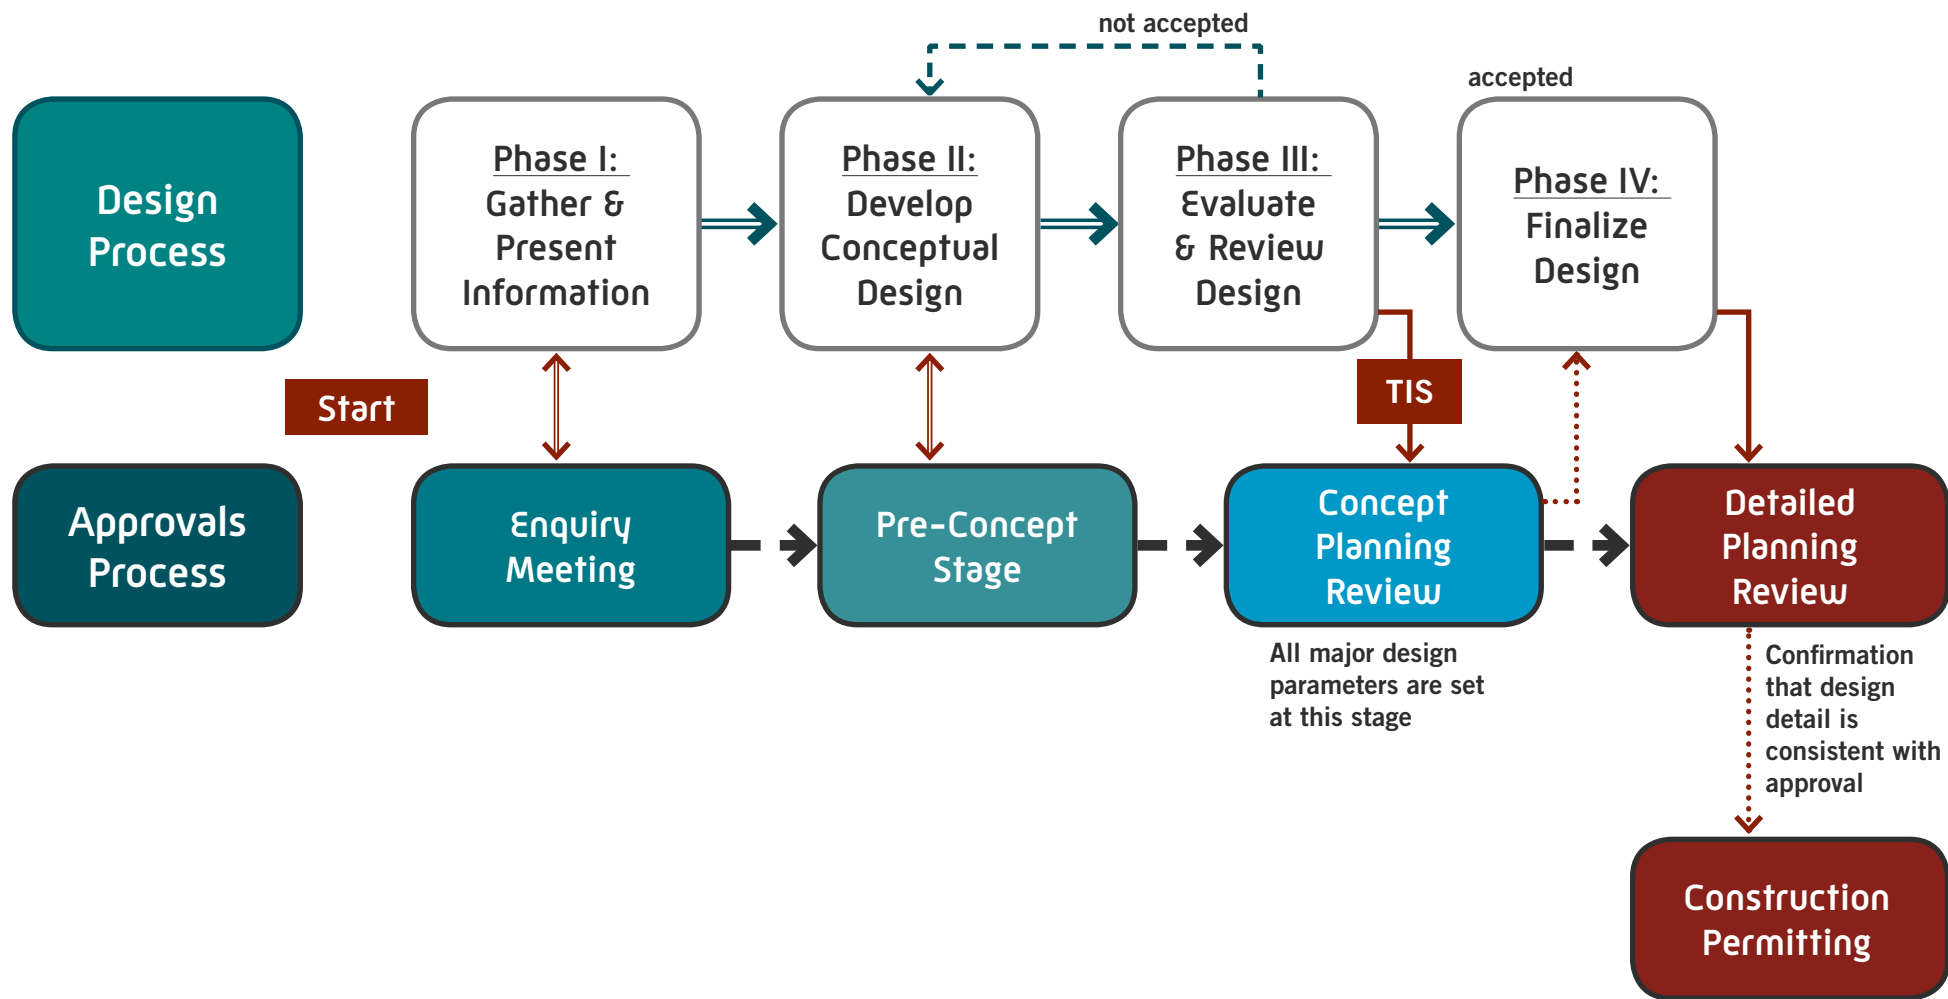 not accepted
accepted
Design
Process
Phase I:
Gather &
Present
Information
Phase II:
Develop
Conceptual
Design
Phase III:
Evaluate
& Review
Design
Phase IV:
Finalize
Design
Start
TIS
Approvals
Process
Enquiry
Meeting
Pre-Concept
Stage
Concept
Planning
Review
Detailed
Planning
Review
All major design
parameters are set
at this stage
Confirmation
that design
detail is
consistent with
approval
Construction
Permitting